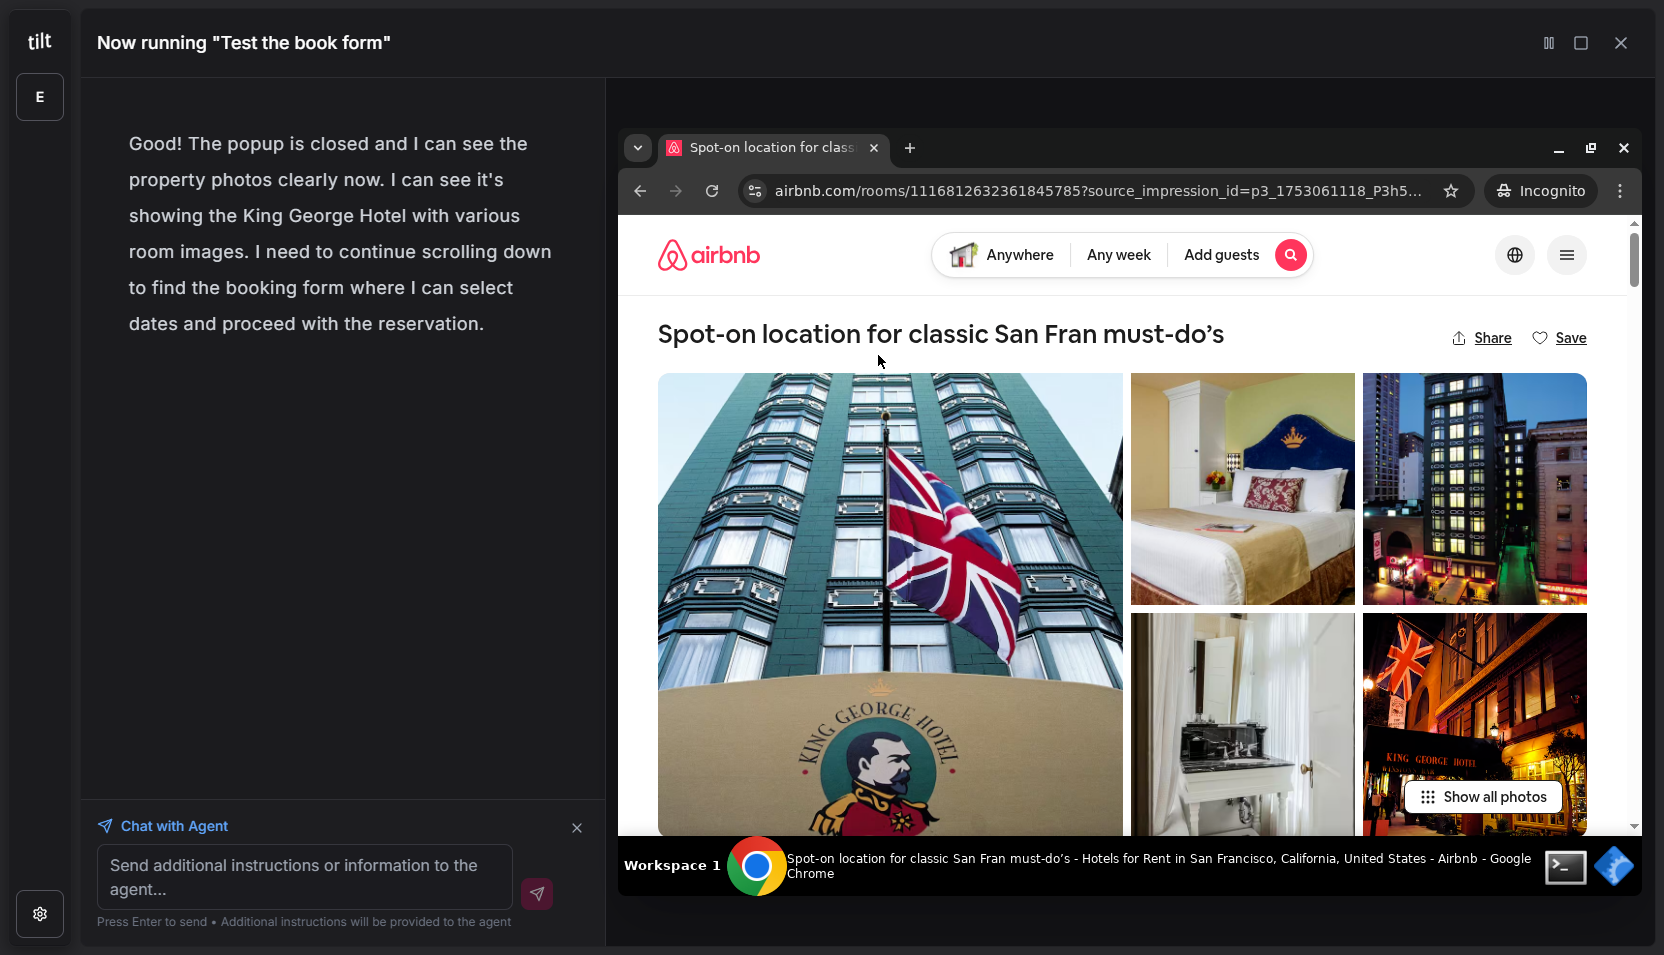 tilt
E
Now running "Test the book form"
Good! The popup is closed and I can see the
property photos clearly now. I can see it's
showing the King George Hotel with various
room images. I need to continue scrolling down
to find the booking form where I can select
dates and proceed with the reservation.
Chat with Agent
Send additional instructions or information to the
agent...
Press Enter to send • Additional instructions will be provided to the agent
Spot-on location for class
airbnb.com/rooms/1116812632361845785?source_impression_id=p3_1753061118_P3h5...
Incognito
airbnb
Anywhere
Any week
Add guests
Spot-on location for classic San Fran must-do’s
Share
Save
KING GEORGE HOTEL
KING GEORGE HOTEL
Show all photos
Workspace 1
Spot-on location for classic San Fran must-do’s - Hotels for Rent in San Francisco, California, United States - Airbnb - Google
Chrome